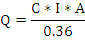 Q = C * I * A / 0.36